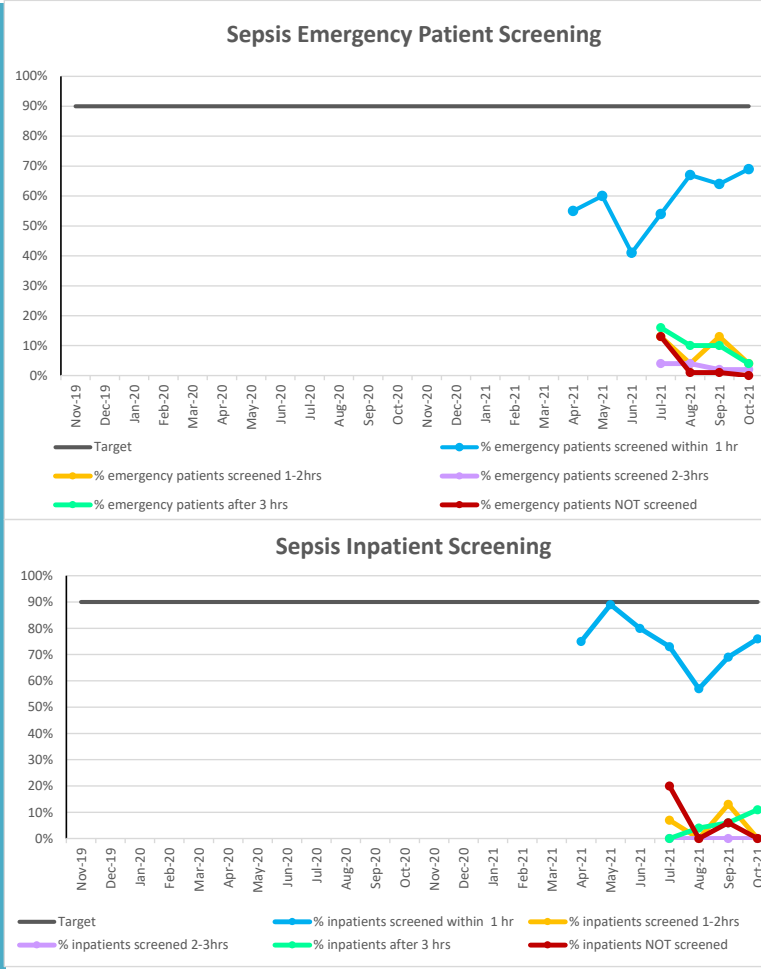 Sepsis Emergency Patient Screening
100%
90%
80%
70%
60%
50%
40%
30%
20%
10%
0%
Nov-19 Dec-19 Jan-20 Feb-20 Mar-20 Apr-20 May-20 Jun-20 Jul-20 Aug-20 Sep-20 Oct-20 Nov-20 Dec-20 Jan-21 Feb-21 Mar-21 Apr-21 May-21 Jun-21 Jul-21 Aug-21 Sep-21 Oct-21
Target % emergency patients screened within 1 hr
% emergency patients screened 1-2hrs % emergency patients screened 2-3hrs
% emergency patients after 3 hrs % emergency patients NOT screened
Sepsis Inpatient Screening
100%
90%
80%
70%
60%
50%
40%
30%
20%
10%
0%
Nov-19 Dec-19 Jan-20 Feb-20 Mar-20 Apr-20 May-20 Jun-20 Jul-20 Aug-20 Sep-20 Oct-20 Nov-20 Dec-20 Jan-21 Feb-21 Mar-21 Apr-21 May-21 Jun-21 Jul-21 Aug-21 Sep-21 Oct-21
Target % inpatients screened within 1 hr % inpatients screened 1-2hrs
% inpatients screened 2-3hrs % inpatients after 3 hrs % inpatients NOT screened